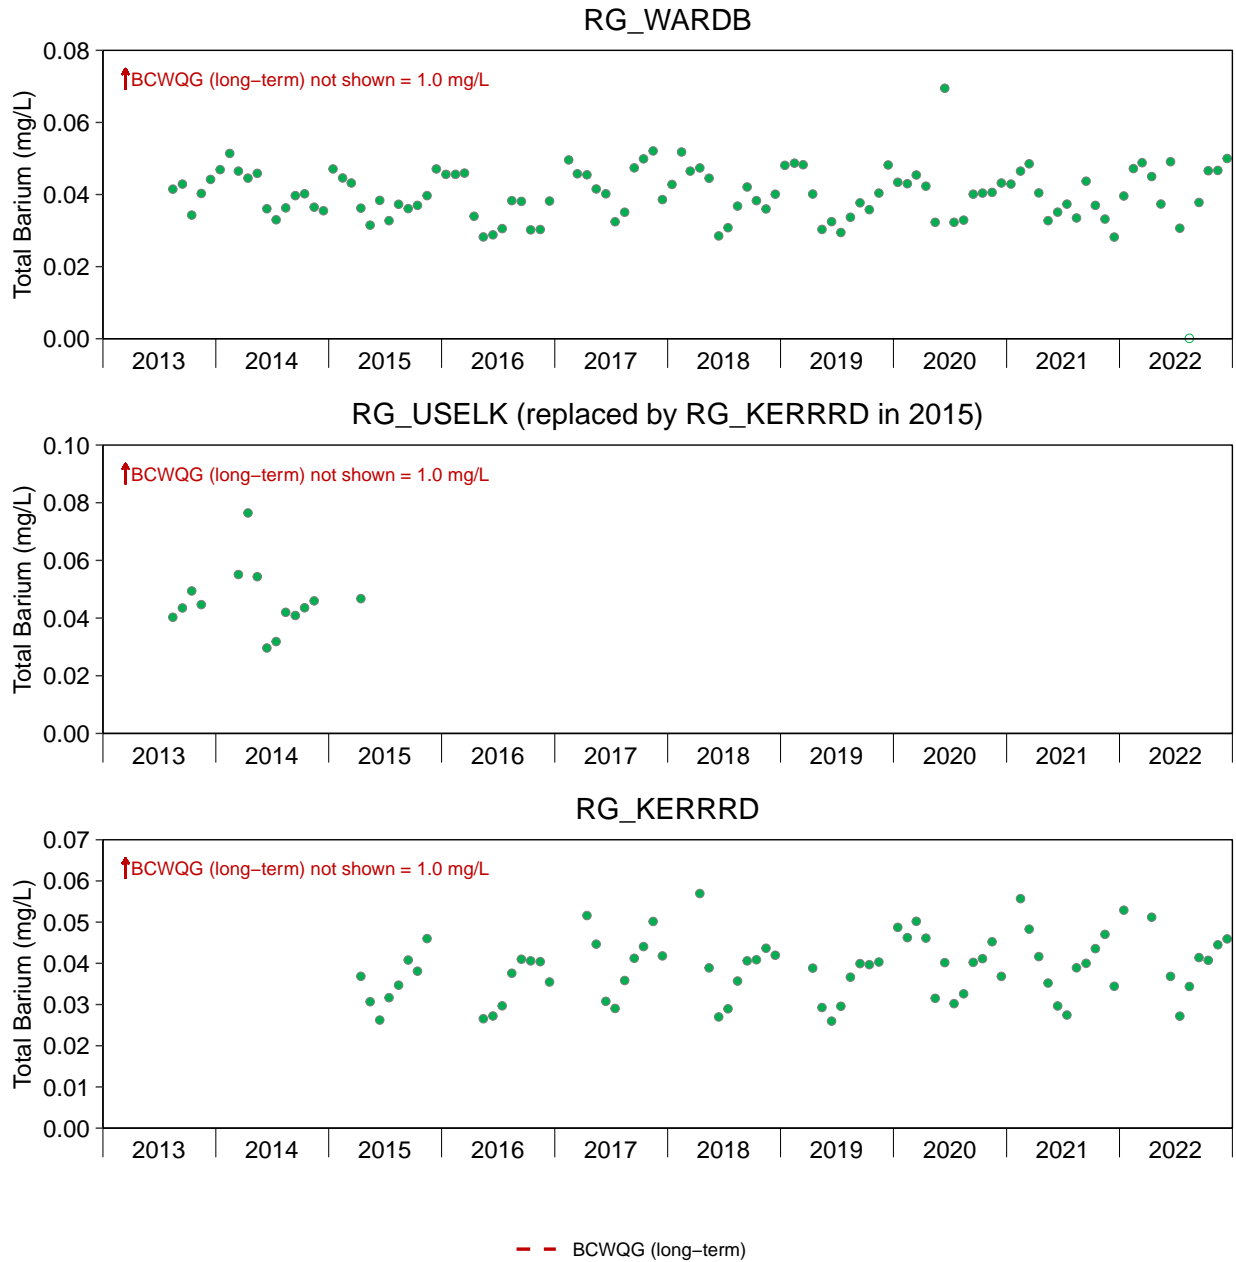 RG_WARDB
Total Barium (mg/L)
0.08
0.06
0.04
0.02
0.00
BCWQG (long−term) not shown = 1.0 mg/L
2013 2014 2015 2016 2017 2018 2019 2020 2021 2022
RG_USELK (replaced by RG_KERRRD in 2015)
Total Barium (mg/L)
0.10
0.08
0.06
0.04
0.02
0.00
BCWQG (long−term) not shown = 1.0 mg/L
2013 2014 2015 2016 2017 2018 2019 2020 2021 2022
RG_KERRRD
Total Barium (mg/L)
0.07
0.06
0.05
0.04
0.03
0.02
0.01
0.00
BCWQG (long−term) not shown = 1.0 mg/L
2013 2014 2015 2016 2017 2018 2019 2020 2021 2022
BCWQG (long−term)